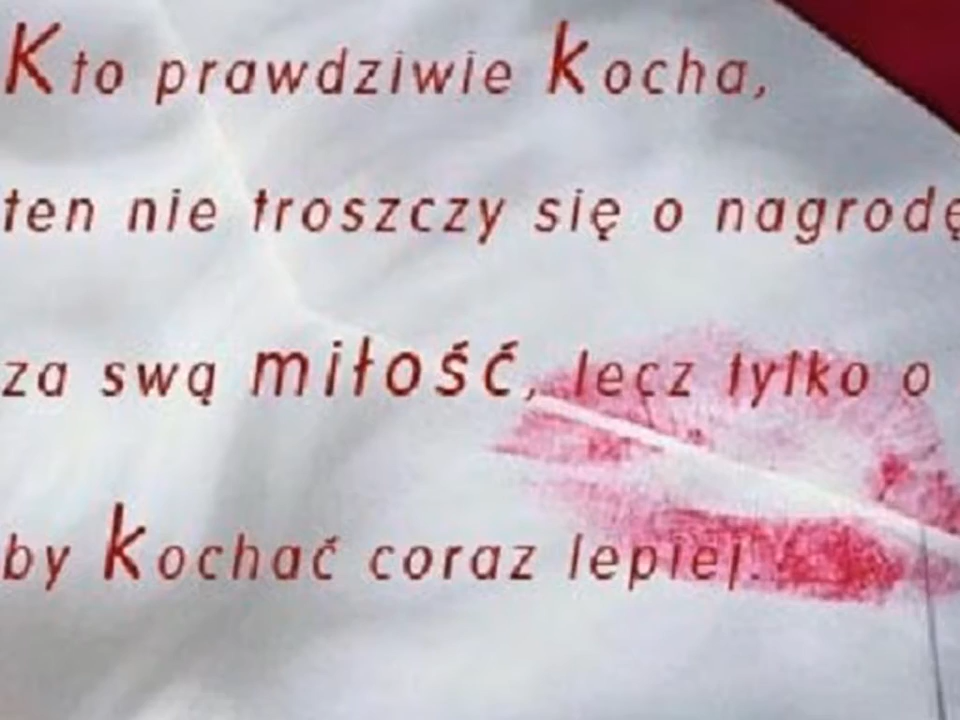 Kto prawdziwie kocha,
ten nie troszczy się o nagrodę
za swą miłość, lecz tylko o
by kochać coraz lepiej.